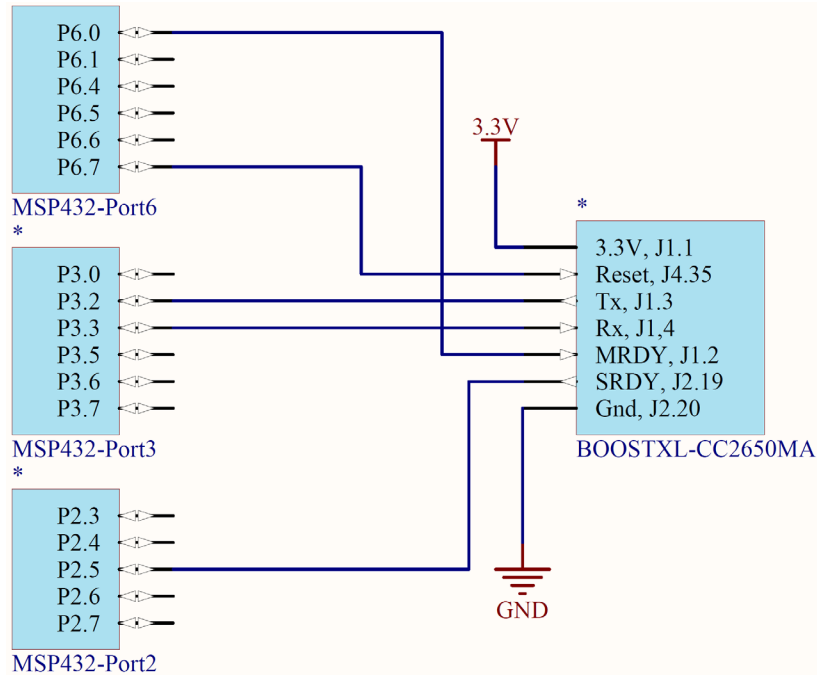 P6.0
P6.1
P6.4
P6.5
P6.6
P6.7
MSP432-Port6
*
P3.0
P3.2
P3.3
P3.5
P3.6
P3.7
MSP432-Port3
*
P2.3
P2.4
P2.5
P2.6
P2.7
MSP432-Port2
3.3V
*
3.3V, J1.1
Reset, J4.35
Tx, J1.3
Rx, J1,4
MRDY, J1.2
SRDY, J2.19
Gnd, J2.20
BOOSTXL-CC2650MA
GND